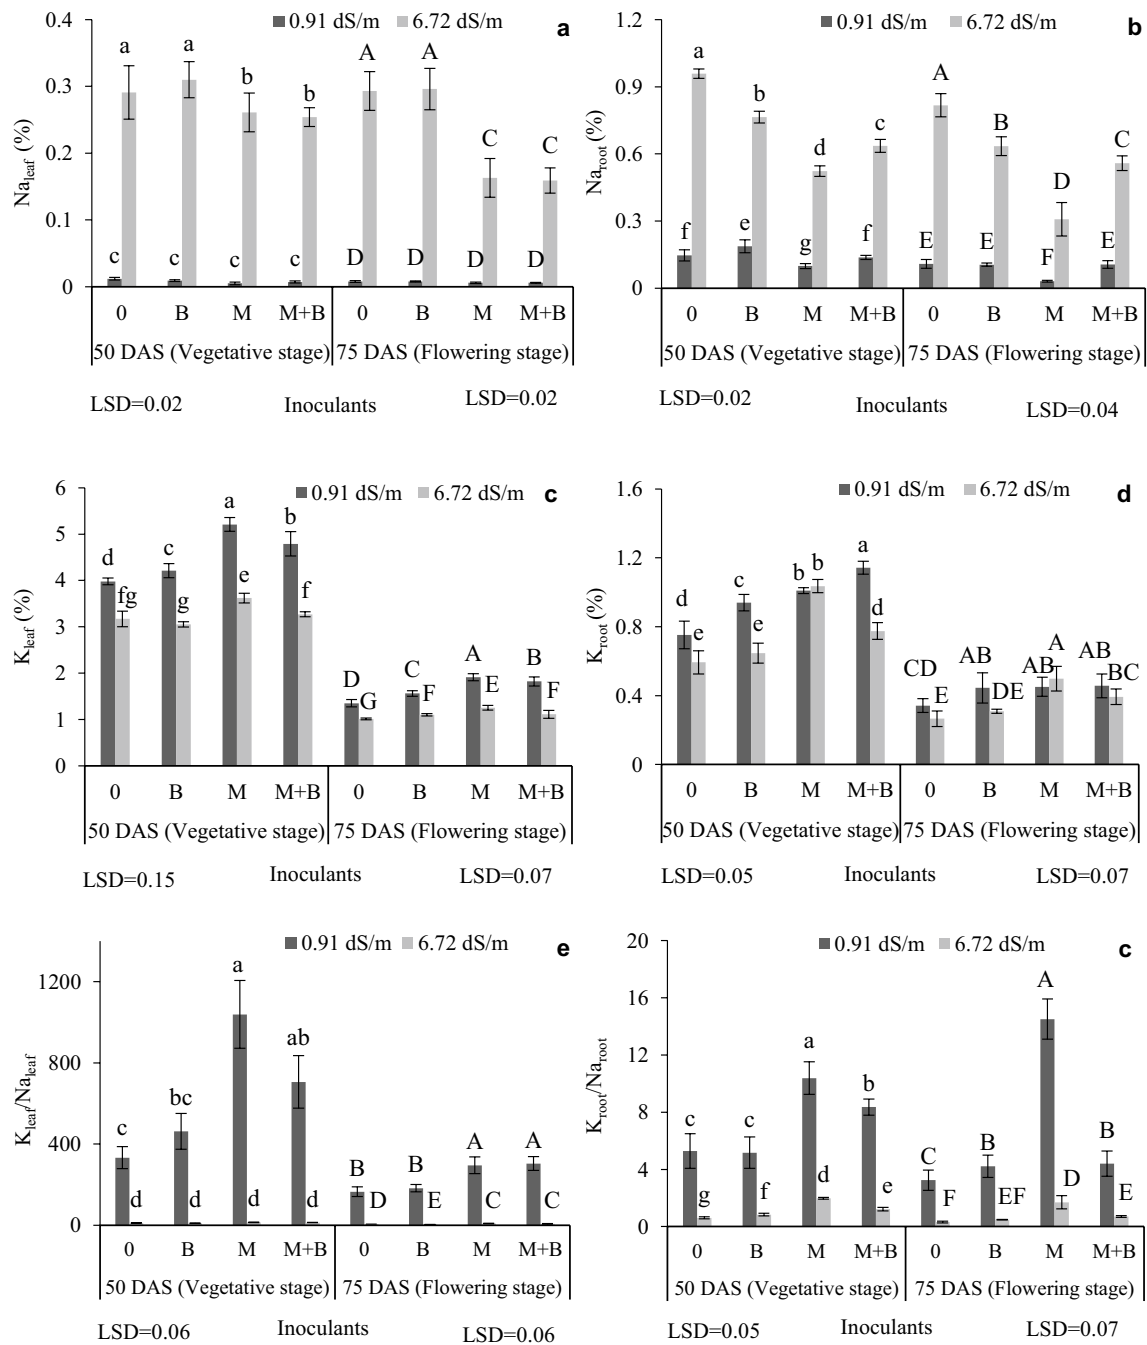 0.91 dS/m 6.72 dS/m a
Na_leaf (%)
0.4
0.3
0.2
0.1
0
a a b b A A C C
c c c c D D D D
0 B M M+B 0 B M M+B
50 DAS (Vegetative stage) 75 DAS (Flowering stage)
LSD=0.02 Inoculants LSD=0.02
0.91 dS/m 6.72 dS/m b
Na_root (%)
1.2
0.9
0.6
0.3
0
a b d c A B D C
f e g f E E F E
0 B M M+B 0 B M M+B
50 DAS (Vegetative stage) 75 DAS (Flowering stage)
LSD=0.02 Inoculants LSD=0.04
0.91 dS/m 6.72 dS/m c
K_leaf (%)
6
5
4
3
2
1
0
d fg c g a e b f D G C F A E B F
0 B M M+B 0 B M M+B
50 DAS (Vegetative stage) 75 DAS (Flowering stage)
LSD=0.15 Inoculants LSD=0.07
0.91 dS/m 6.72 dS/m d
K_root (%)
1.6
1.2
0.8
0.4
0.0
d e c e b b a d CD E AB DE AB A AB BC
0 B M M+B 0 B M M+B
50 DAS (Vegetative stage) 75 DAS (Flowering stage)
LSD=0.05 Inoculants LSD=0.07
0.91 dS/m 6.72 dS/m e
K_leaf/Na_leaf
1200
800
400
0
c d bc d a d ab d B D B E A C A C
0 B M M+B 0 B M M+B
50 DAS (Vegetative stage) 75 DAS (Flowering stage)
LSD=0.06 Inoculants LSD=0.06
0.91 dS/m 6.72 dS/m c
K_root/Na_root
20
16
12
8
4
0
c g c f a d b e C F B EF A D B E
0 B M M+B 0 B M M+B
50 DAS (Vegetative stage) 75 DAS (Flowering stage)
LSD=0.05 Inoculants LSD=0.07